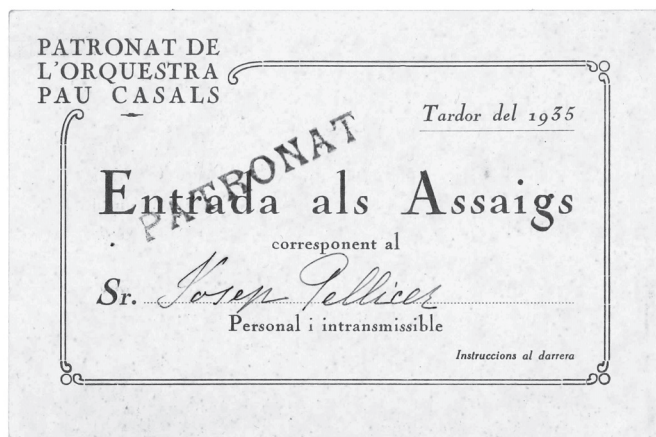 PATRONAT DE
L'ORQUESTRA
PAU CASALS
Tardor del 1935
PATRONAT
Entrada als Assaigs
corresponent al
Sr. Josep Pellicer
Personal i intransmissible
Instruccions al darrera